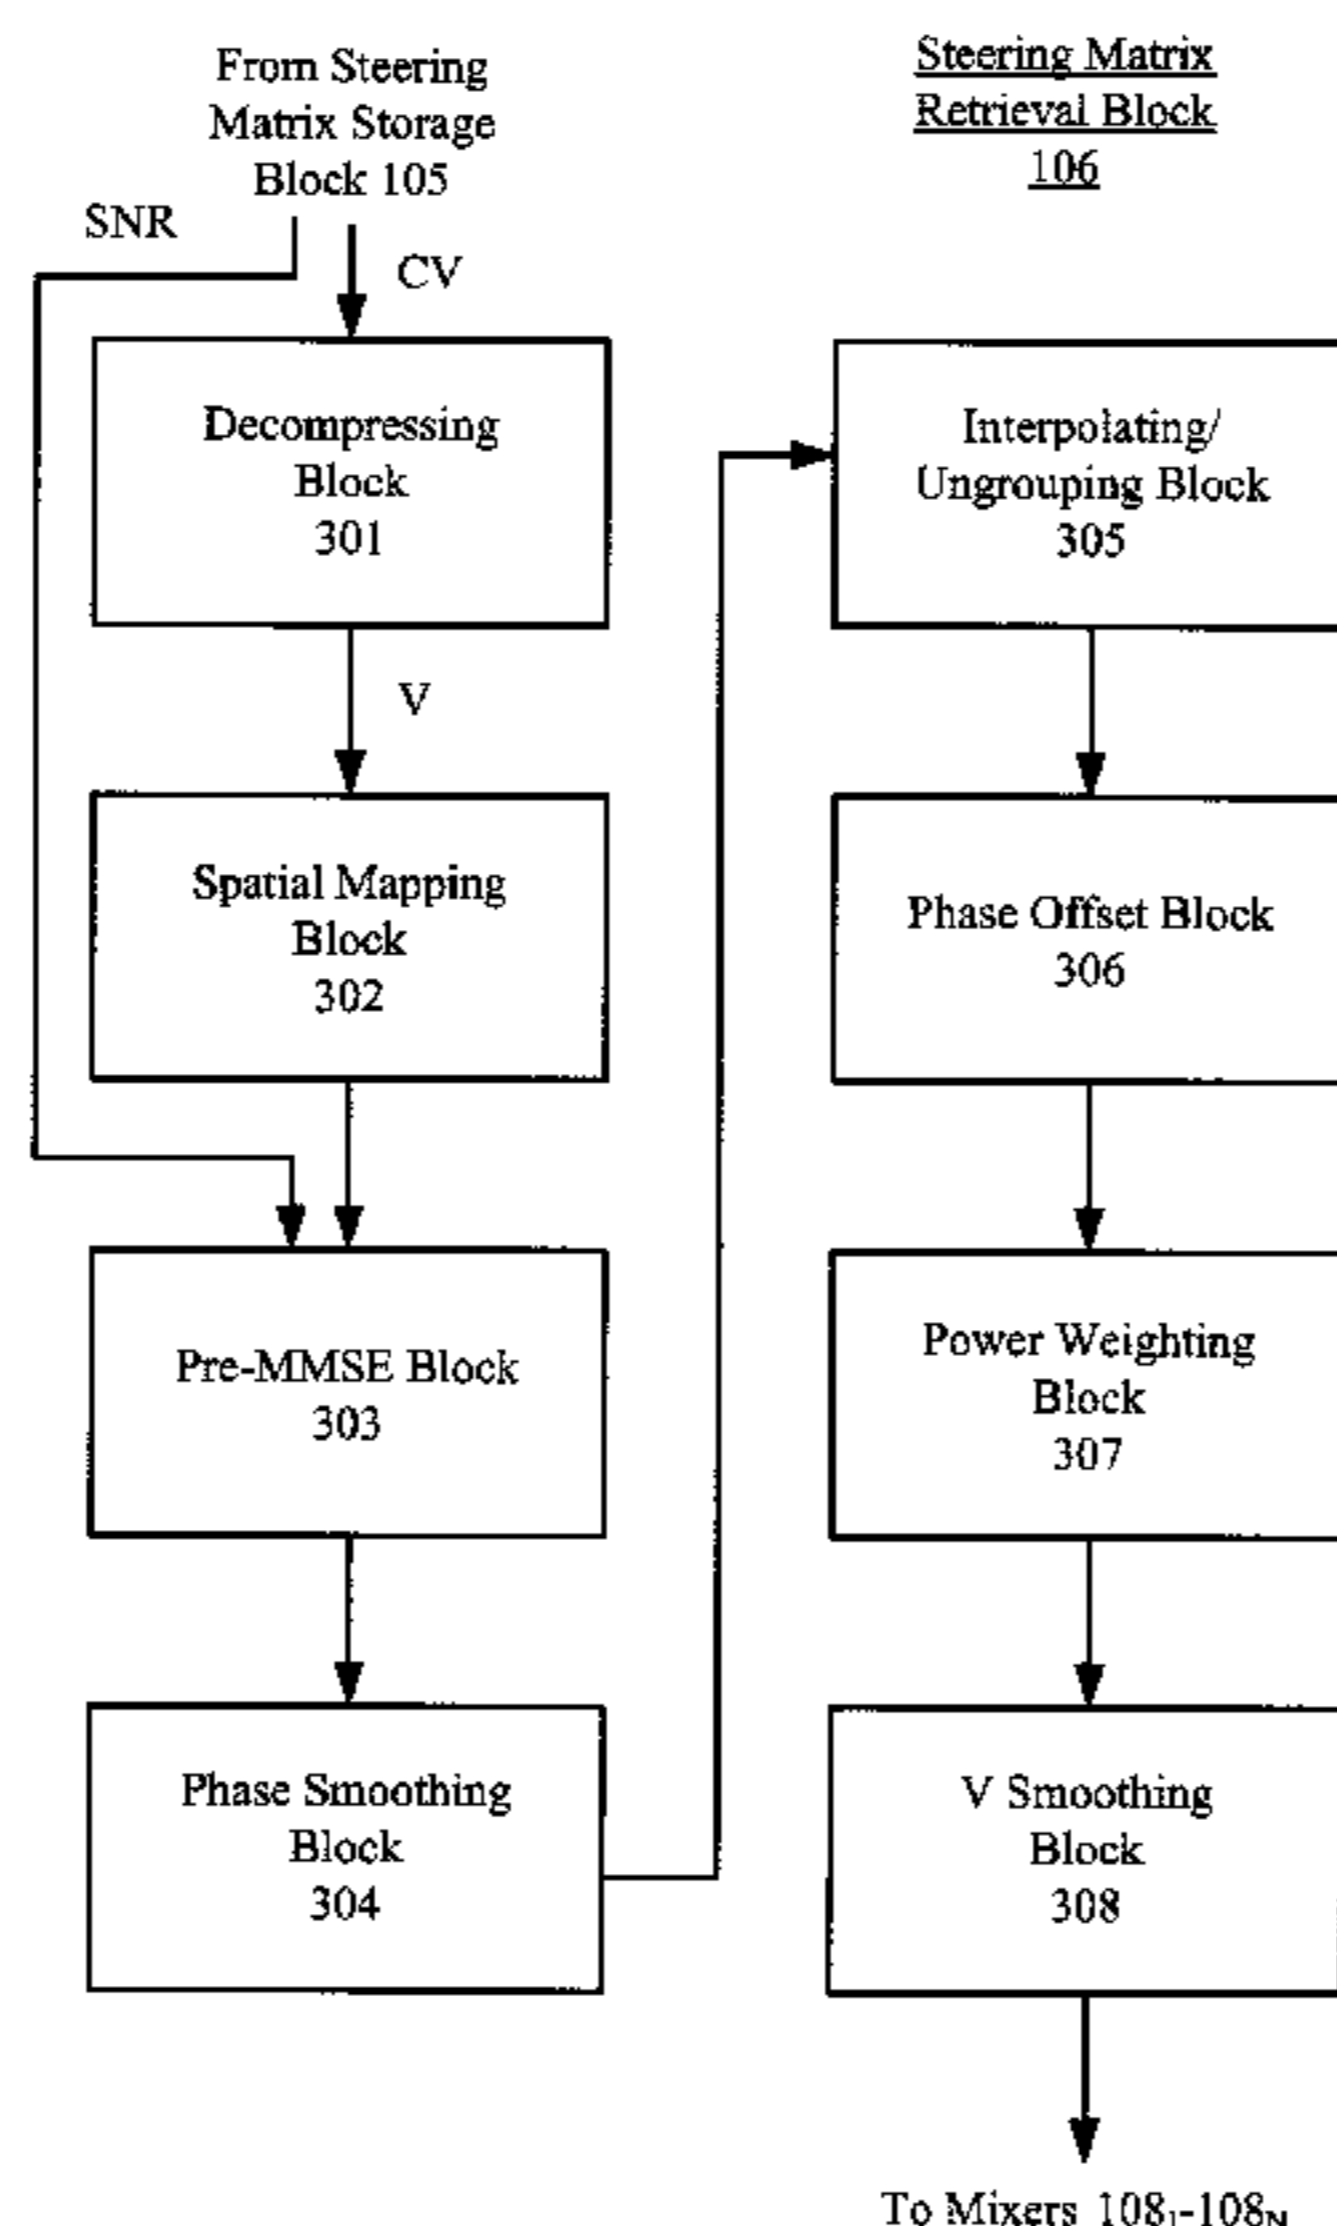 From Steering
Matrix Storage
Block 105
SNR
CV
Decompressing
Block
301
V
Spatial Mapping
Block
302
Pre-MMSE Block
303
Phase Smoothing
Block
304
Steering Matrix
Retrieval Block
106
Interpolating/
Ungrouping Block
305
Phase Offset Block
306
Power Weighting
Block
307
V Smoothing
Block
308
To Mixers 108₁-108ₙ